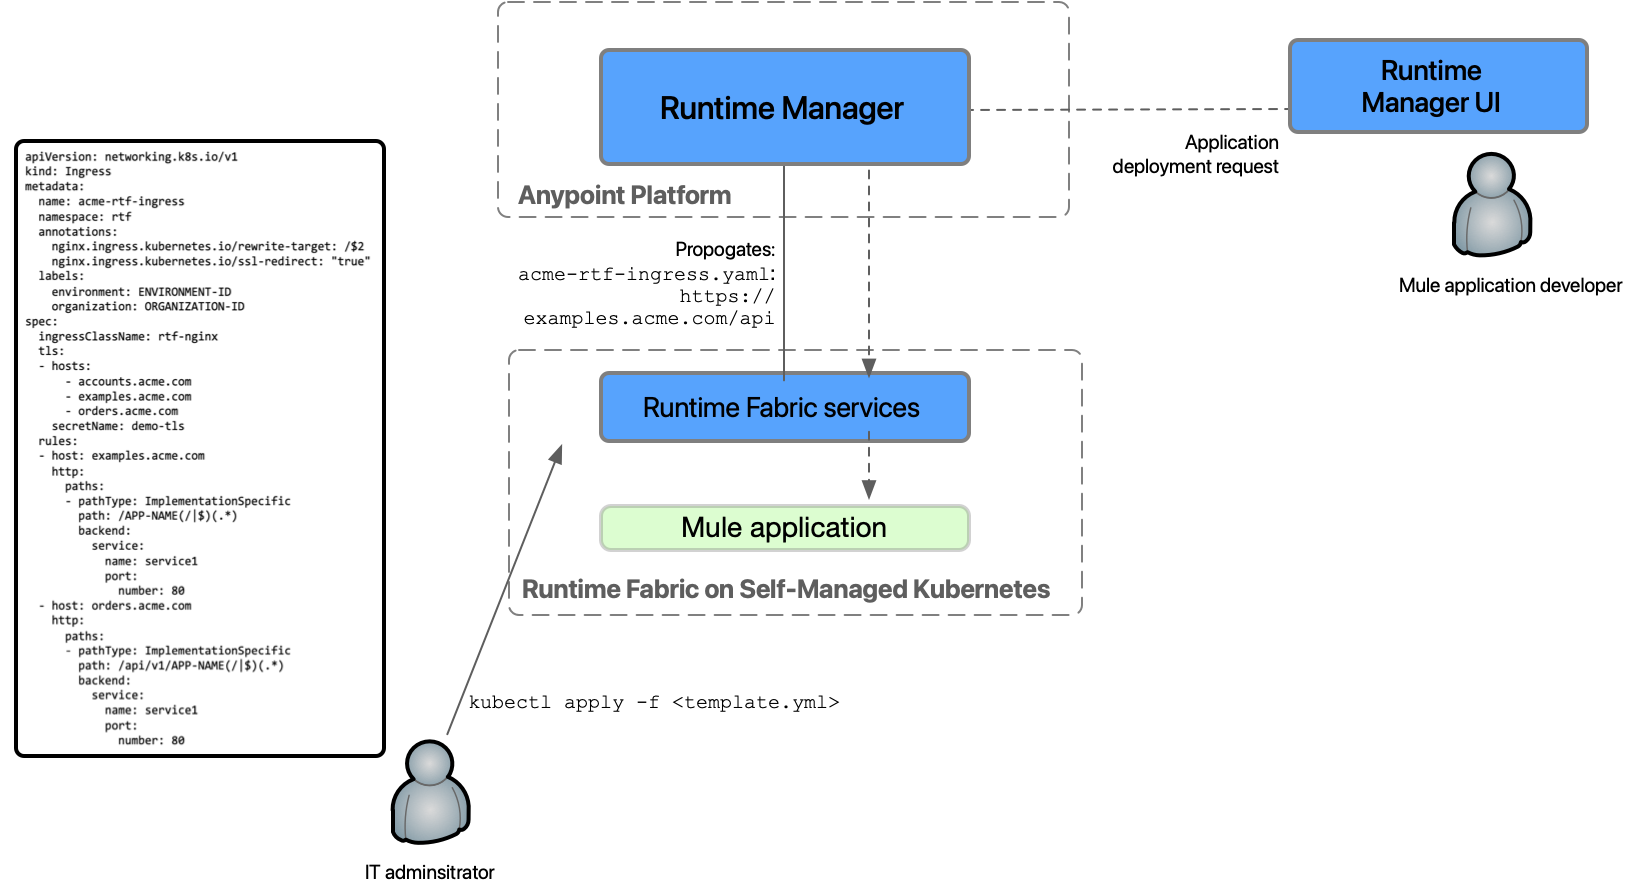 Runtime Manager
Runtime
Manager UI
Application
deployment request
Anypoint Platform
Mule application developer
Propogates:
acme-rtf-ingress.yaml:
https://
examples.acme.com/api
apiVersion: networking.k8s.io/v1
kind: Ingress
metadata:
  name: acme-rtf-ingress
  namespace: rtf
  annotations:
    nginx.ingress.kubernetes.io/rewrite-target: /$2
    nginx.ingress.kubernetes.io/ssl-redirect: "true"
  labels:
    environment: ENVIRONMENT-ID
    organization: ORGANIZATION-ID
spec:
  ingressClassName: rtf-nginx
  tls:
  - hosts:
      - accounts.acme.com
      - examples.acme.com
      - orders.acme.com
    secretName: demo-tls
  rules:
  - host: examples.acme.com
    http:
      paths:
      - pathType: ImplementationSpecific
        path: /APP-NAME(/|$)(.*)
        backend:
          service:
            name: service1
            port:
              number: 80
  - host: orders.acme.com
    http:
      paths:
      - pathType: ImplementationSpecific
        path: /api/v1/APP-NAME(/|$)(.*)
        backend:
          service:
            name: service1
            port:
              number: 80
Runtime Fabric services
Mule application
Runtime Fabric on Self-Managed Kubernetes
kubectl apply -f <template.yml>
IT adminsitrator